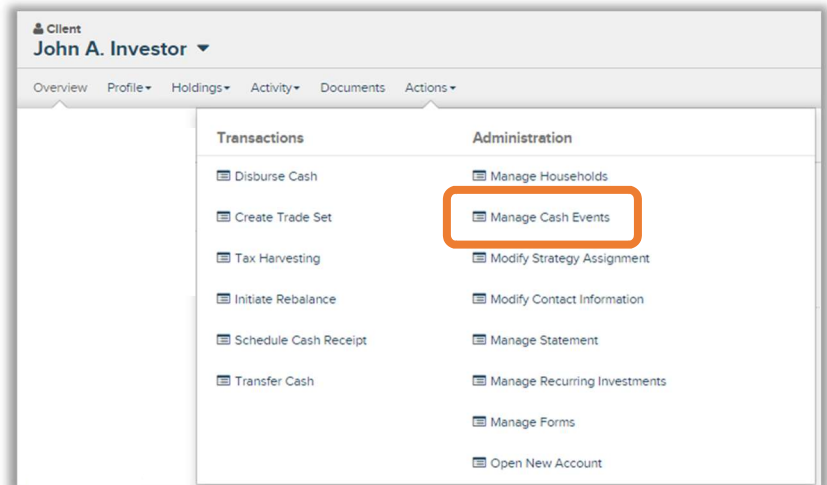 Client
John A. Investor
Overview Profile Holdings Activity Documents Actions
Transactions Administration
Disburse Cash Manage Households
Create Trade Set Manage Cash Events
Tax Harvesting Modify Strategy Assignment
Initiate Rebalance Modify Contact Information
Schedule Cash Receipt Manage Statement
Transfer Cash Manage Recurring Investments
Manage Forms
Open New Account